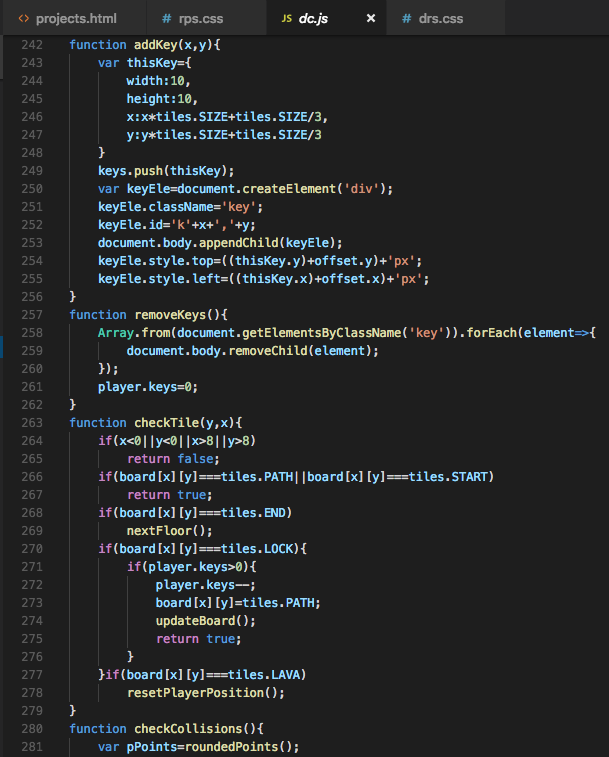 <> projects.html # rps.css JS dc.js × # drs.css
242 function addKey(x,y){
243 var thisKey={
244 width:10,
245 height:10,
246 x:x*tiles.SIZE+tiles.SIZE/3,
247 y:y*tiles.SIZE+tiles.SIZE/3
248 }
249 keys.push(thisKey);
250 var keyEle=document.createElement('div');
251 keyEle.className='key';
252 keyEle.id='k'+x+','+y;
253 document.body.appendChild(keyEle);
254 keyEle.style.top=((thisKey.y)+offset.y)+'px';
255 keyEle.style.left=((thisKey.x)+offset.x)+'px';
256 }
257 function removeKeys(){
258 Array.from(document.getElementsByClassName('key')).forEach(element=>{
259 document.body.removeChild(element);
260 });
261 player.keys=0;
262 }
263 function checkTile(y,x){
264 if(x<0||y<0||x>8||y>8)
265 return false;
266 if(board[x][y]===tiles.PATH||board[x][y]===tiles.START)
267 return true;
268 if(board[x][y]===tiles.END)
269 nextFloor();
270 if(board[x][y]===tiles.LOCK){
271 if(player.keys>0){
272 player.keys--;
273 board[x][y]=tiles.PATH;
274 updateBoard();
275 return true;
276 }
277 }if(board[x][y]===tiles.LAVA)
278 resetPlayerPosition();
279 }
280 function checkCollisions(){
281 var pPoints=roundedPoints();